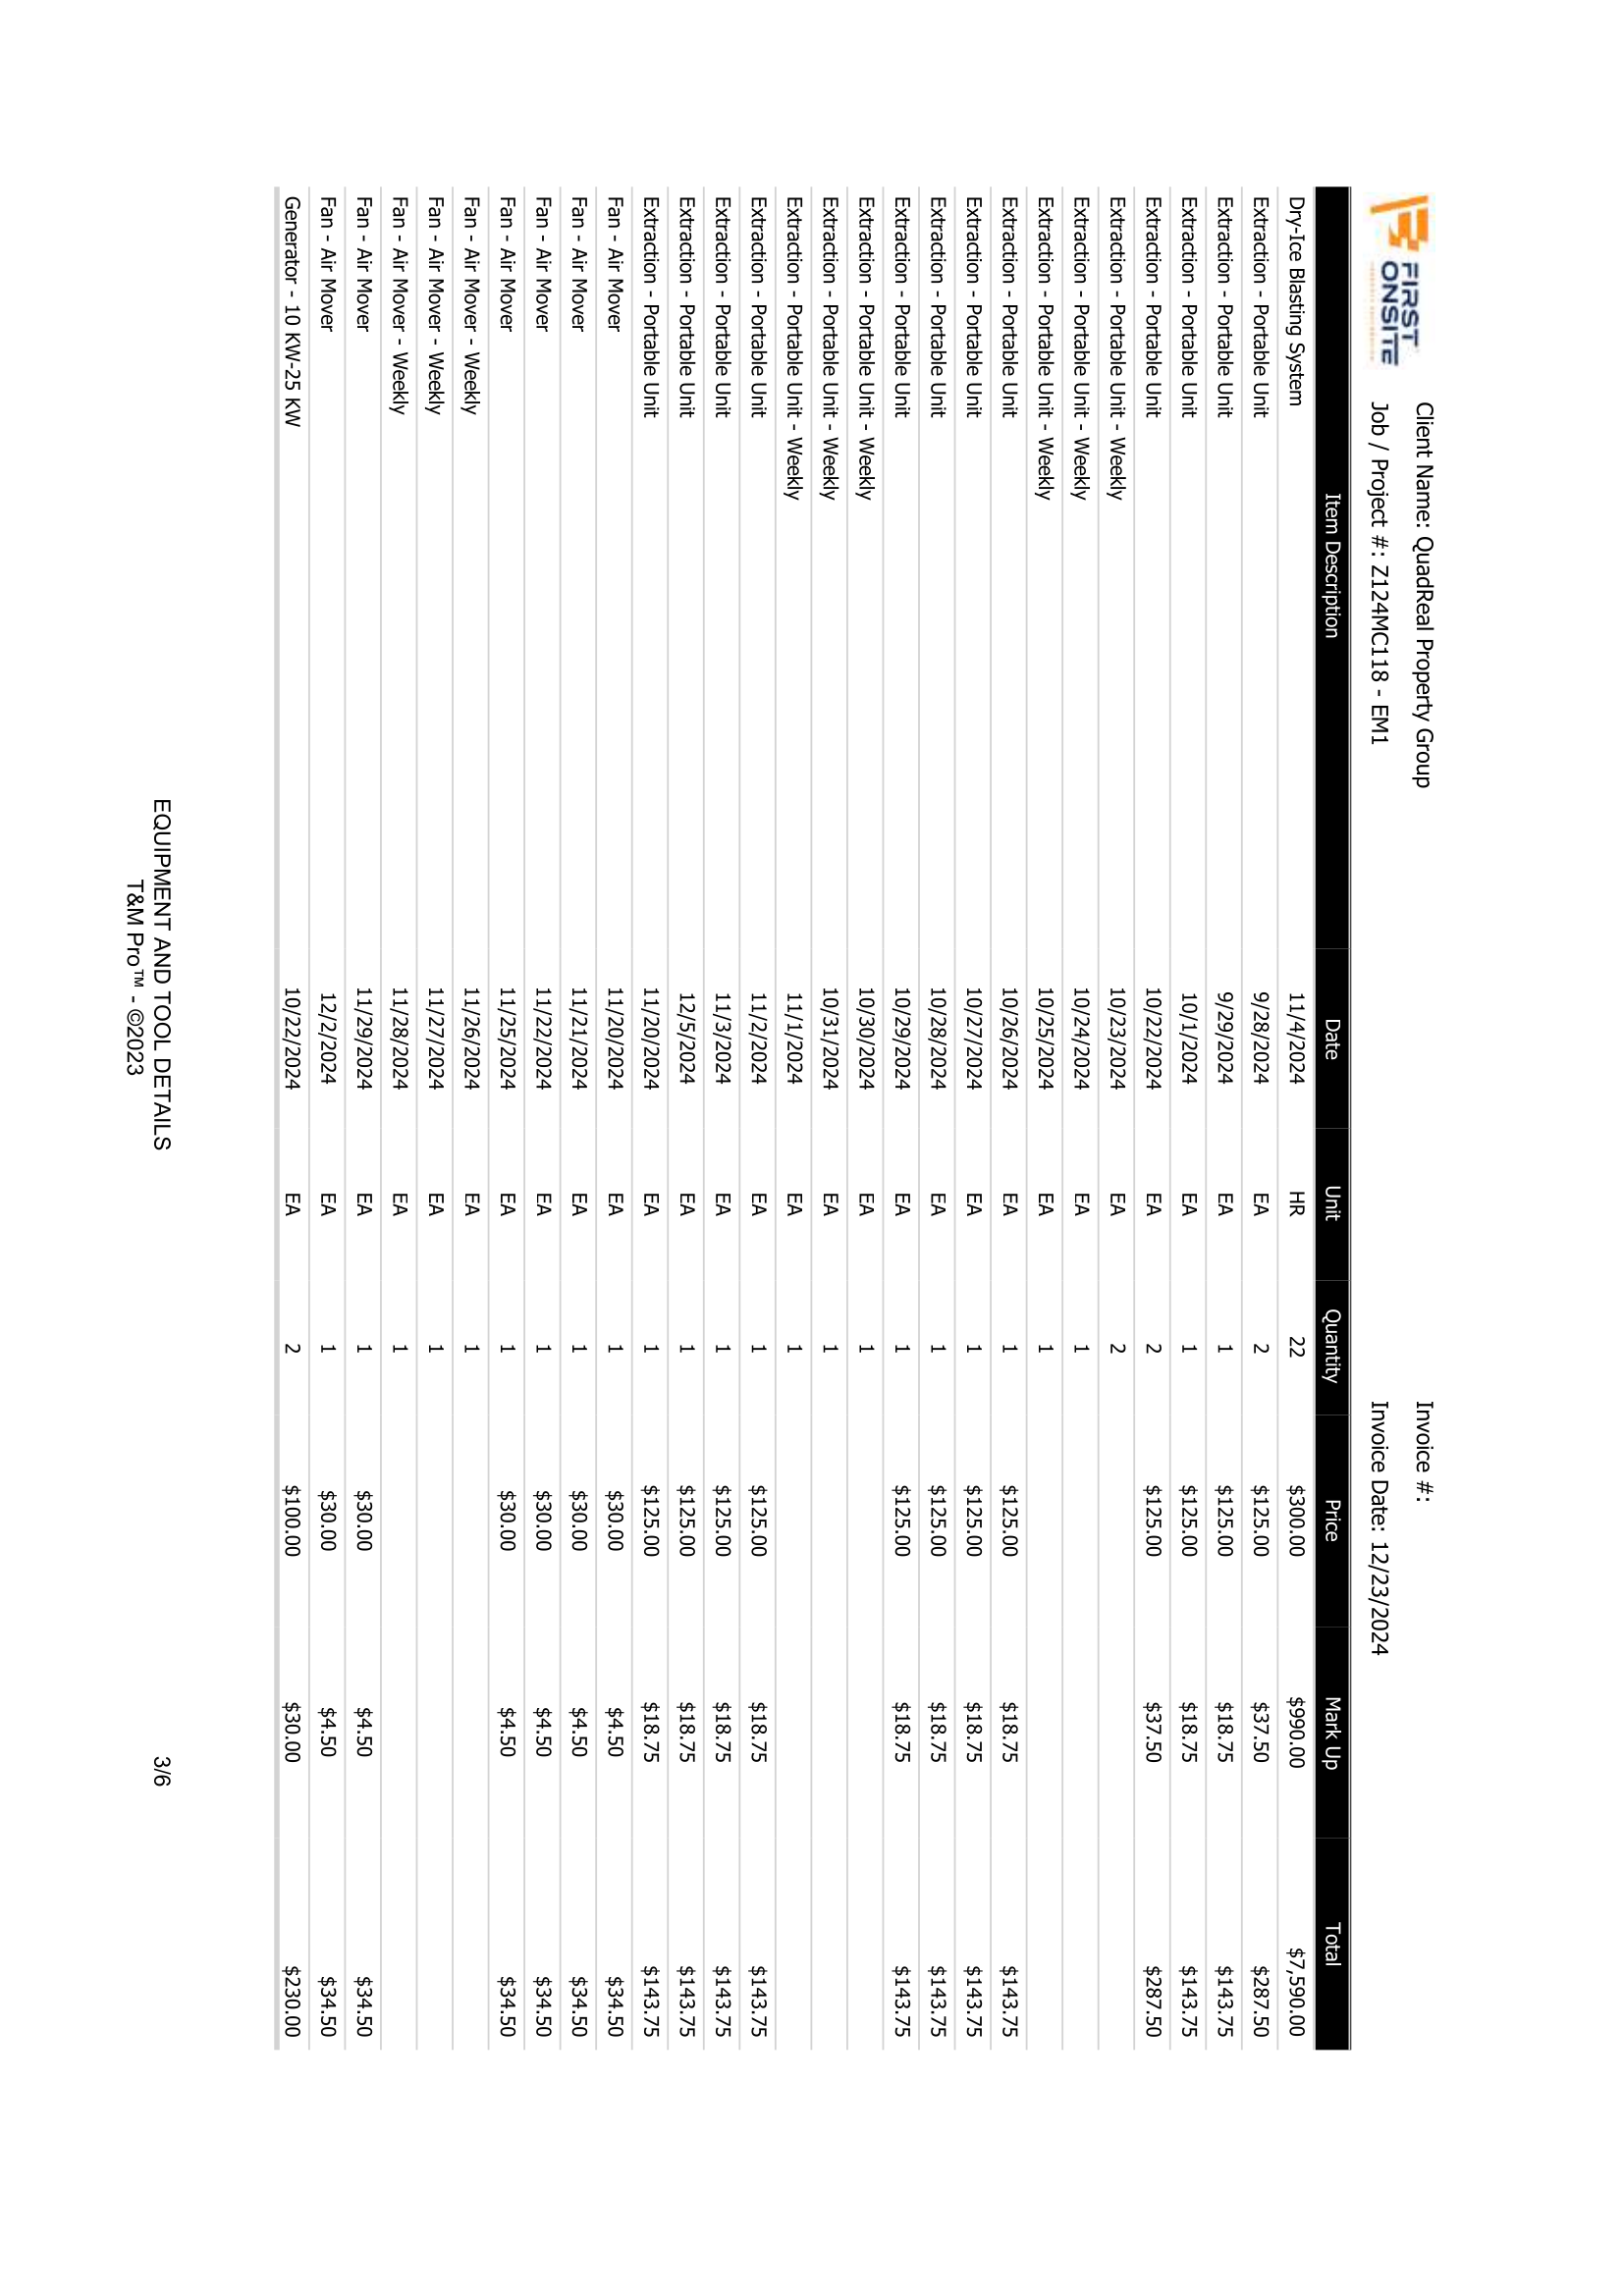 FIRST
ONSITE
Client Name: QuadReal Property Group
Invoice #:
Job / Project #: Z124MC118 - EM1
Invoice Date: 12/23/2024
Item Description Date Unit Quantity Price Mark Up Total
Dry-Ice Blasting System 11/4/2024 HR 22 $300.00 $990.00 $7,590.00
Extraction - Portable Unit 9/28/2024 EA 2 $125.00 $37.50 $287.50
Extraction - Portable Unit 9/29/2024 EA 1 $125.00 $18.75 $143.75
Extraction - Portable Unit 10/1/2024 EA 1 $125.00 $18.75 $143.75
Extraction - Portable Unit 10/22/2024 EA 2 $125.00 $37.50 $287.50
Extraction - Portable Unit - Weekly 10/23/2024 EA 2
Extraction - Portable Unit - Weekly 10/24/2024 EA 1
Extraction - Portable Unit - Weekly 10/25/2024 EA 1
Extraction - Portable Unit 10/26/2024 EA 1 $125.00 $18.75 $143.75
Extraction - Portable Unit 10/27/2024 EA 1 $125.00 $18.75 $143.75
Extraction - Portable Unit 10/28/2024 EA 1 $125.00 $18.75 $143.75
Extraction - Portable Unit 10/29/2024 EA 1 $125.00 $18.75 $143.75
Extraction - Portable Unit - Weekly 10/30/2024 EA 1
Extraction - Portable Unit - Weekly 10/31/2024 EA 1
Extraction - Portable Unit - Weekly 11/1/2024 EA 1
Extraction - Portable Unit 11/2/2024 EA 1 $125.00 $18.75 $143.75
Extraction - Portable Unit 11/3/2024 EA 1 $125.00 $18.75 $143.75
Extraction - Portable Unit 12/5/2024 EA 1 $125.00 $18.75 $143.75
Extraction - Portable Unit 11/20/2024 EA 1 $125.00 $18.75 $143.75
Fan - Air Mover 11/20/2024 EA 1 $30.00 $4.50 $34.50
Fan - Air Mover 11/21/2024 EA 1 $30.00 $4.50 $34.50
Fan - Air Mover 11/22/2024 EA 1 $30.00 $4.50 $34.50
Fan - Air Mover 11/25/2024 EA 1 $30.00 $4.50 $34.50
Fan - Air Mover - Weekly 11/26/2024 EA 1
Fan - Air Mover - Weekly 11/27/2024 EA 1
Fan - Air Mover - Weekly 11/28/2024 EA 1
Fan - Air Mover 11/29/2024 EA 1 $30.00 $4.50 $34.50
Fan - Air Mover 12/2/2024 EA 1 $30.00 $4.50 $34.50
Generator - 10 KW-25 KW 10/22/2024 EA 2 $100.00 $30.00 $230.00
EQUIPMENT AND TOOL DETAILS 3/6
T&M Pro™ - ©2023